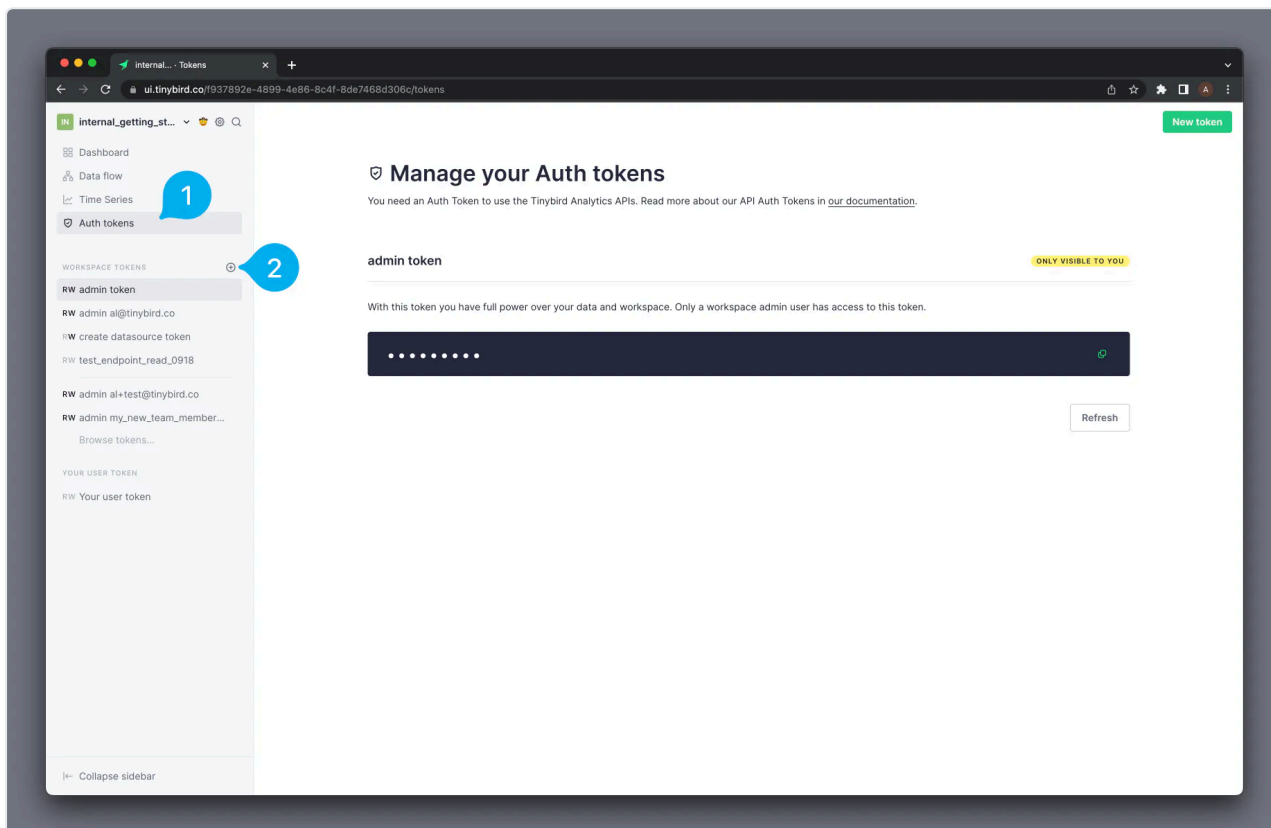 internal... · Tokens
ui.tinybird.co/f937892e-4899-4e86-8c4f-8de7468d306c/tokens
A
IN internal_getting_st...
New token
Dashboard
Data flow
Time Series
1
Auth tokens
WORKSPACE TOKENS
2
RW admin token
RW admin al@tinybird.co
RW create datasource token
RW test_endpoint_read_0918
RW admin al+test@tinybird.co
RW admin my_new_team_member...
Browse tokens...
YOUR USER TOKEN
RW Your user token
Collapse sidebar
Manage your Auth tokens
You need an Auth Token to use the Tinybird Analytics APIs. Read more about our API Auth Tokens in our documentation.
admin token
ONLY VISIBLE TO YOU
With this token you have full power over your data and workspace. Only a workspace admin user has access to this token.
Refresh